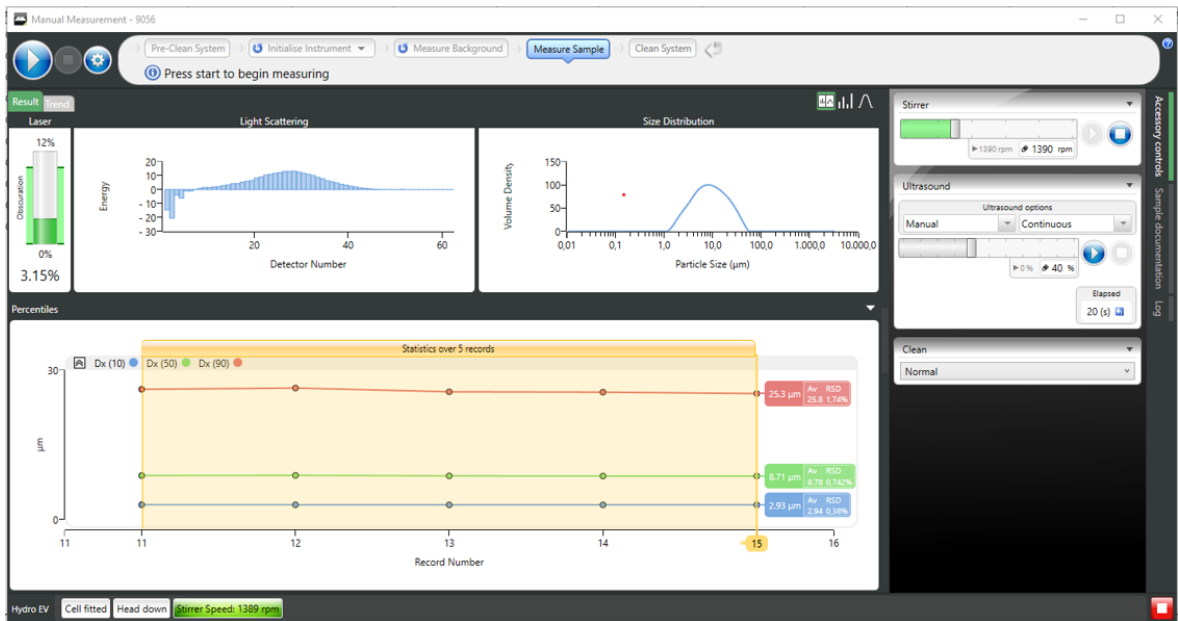 Manual Measurement - 9056
Pre-Clean System
Initialise Instrument
Measure Background
Measure Sample
Clean System
Press start to begin measuring
Result
Trend
Laser
12%
Obscuration
0%
3.15%
Light Scattering
Energy
20
10
0
- 10
- 20
- 30
20 40 60
Detector Number
Size Distribution
Volume Density
150
100
50
0
0,01 0,1 1,0 10,0 100,0 1.000,0 10.000,0
Particle Size (µm)
Percentiles
Statistics over 5 records
Dx (10) Dx (50) Dx (90)
30
µm
0
25.3 µm Av RSD
25.8 1,74%
8.71 µm Av RSD
8.78 0,742%
2.93 µm Av RSD
2.94 0,38%
11 11 12 13 14 15 16
Record Number
Stirrer
1390 rpm 1390 rpm
Ultrasound
Ultrasound options
Manual Continuous
0 % 40 %
Elapsed
20 (s)
Clean
Normal
Accessory controls
Sample documentation
Log
Hydro EV Cell fitted Head down Stirrer Speed: 1389 rpm